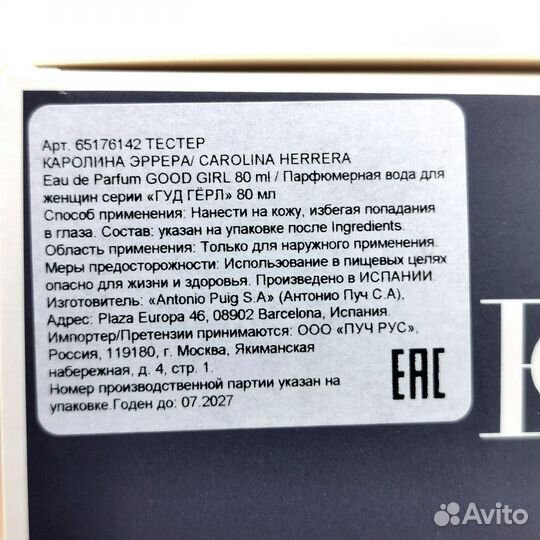 Арт. 65176142 ТЕСТЕР
КАРОЛИНА ЭРРЕРА/ CAROLINA HERRERA
Eau de Parfum GOOD GIRL 80 ml / Парфюмерная вода для
женщин серии «ГУД ГЁРЛ» 80 мл
Способ применения: Нанести на кожу, избегая попадания
в глаза. Состав: указан на упаковке после Ingredients.
Область применения: Только для наружного применения.
Меры предосторожности: Использование в пищевых целях
опасно для жизни и здоровья. Произведено в ИСПАНИИ.
Изготовитель: «Antonio Puig S.A» (Антонио Пуч С.А),
Адрес: Plaza Europa 46, 08902 Barcelona, Испания.
Импортер/Претензии принимаются: ООО «ПУЧ РУС»,
Россия, 119180, г. Москва, Якиманская
набережная, д. 4, стр. 1.
Номер производственной партии указан на
упаковке.Годен до: 07.2027
EAC
Avito